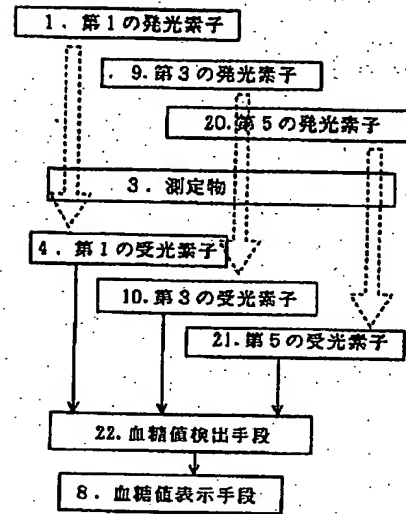 1. 第1の発光素子
9. 第3の発光素子
20. 第5の発光素子
3. 測定物
4. 第1の受光素子
10. 第3の受光素子
21. 第5の受光素子
22. 血糖値検出手段
8. 血糖値表示手段